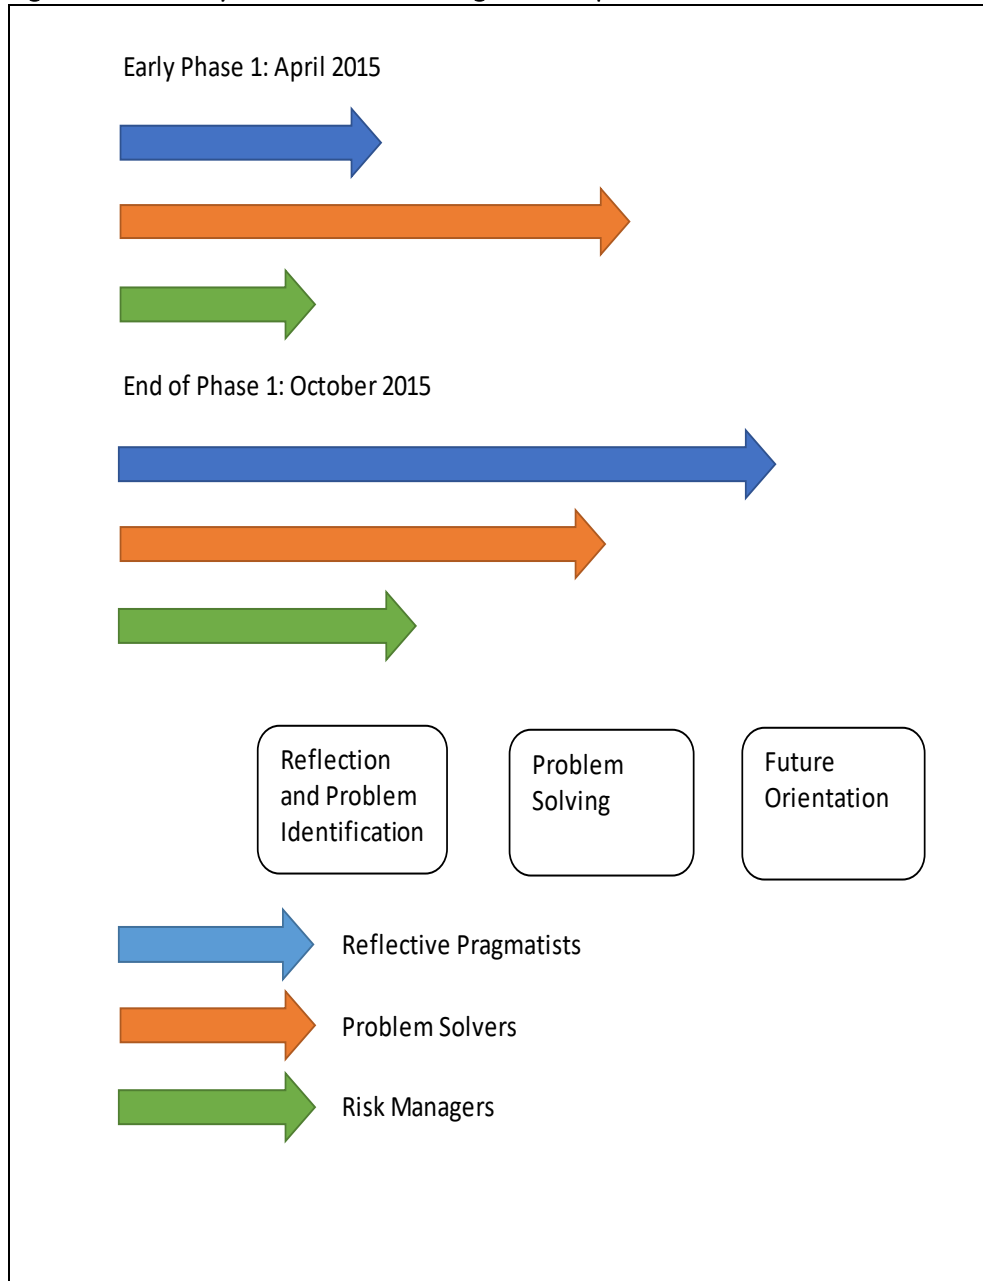 Early Phase 1: April 2015
End of Phase 1: October 2015
Reflection
and Problem
Identification
Problem
Solving
Future
Orientation
Reflective Pragmatists
Problem Solvers
Risk Managers